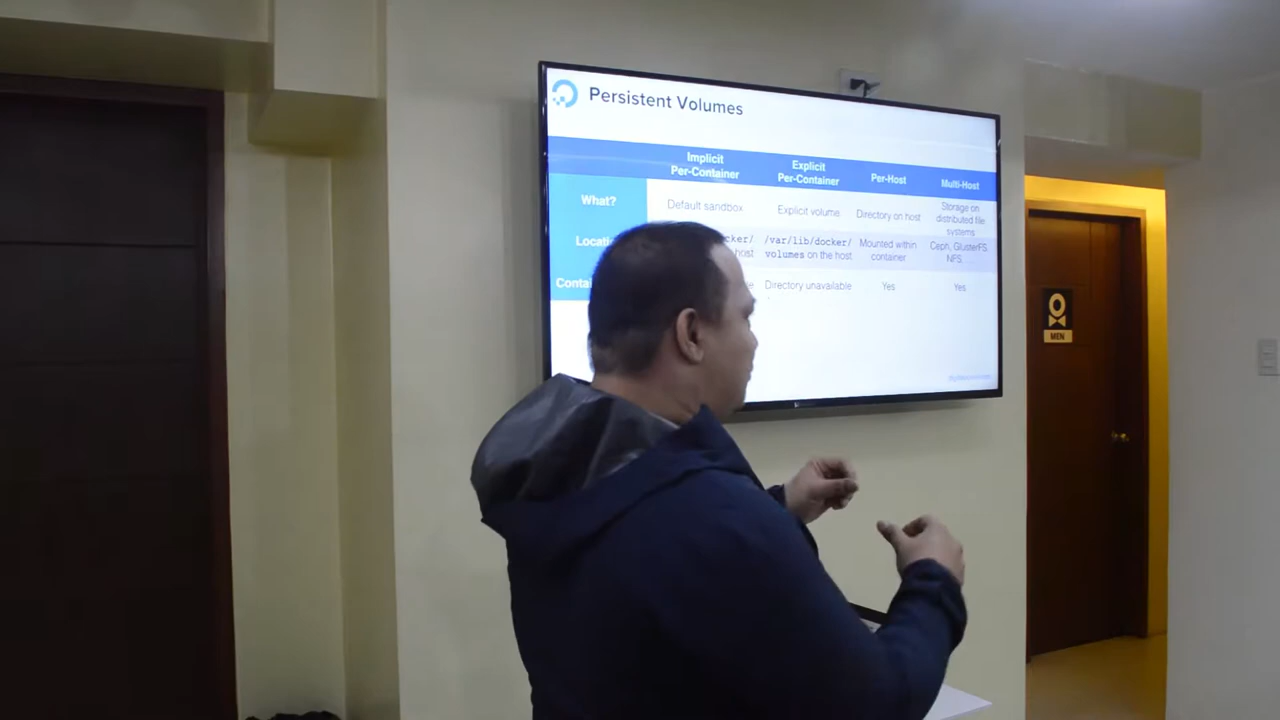 Persistent Volumes
Implicit
Per-Container
Explicit
Per-Container
Per-Host
Multi-Host
What?
Default sandbox
Explicit volume
Directory on host
Storage on
distributed file
systems
/var/lib/docker/
volumes on the host
Mounted within
container
Ceph, GlusterFS,
NFS
Directory unavailable
Yes
Yes
MEN